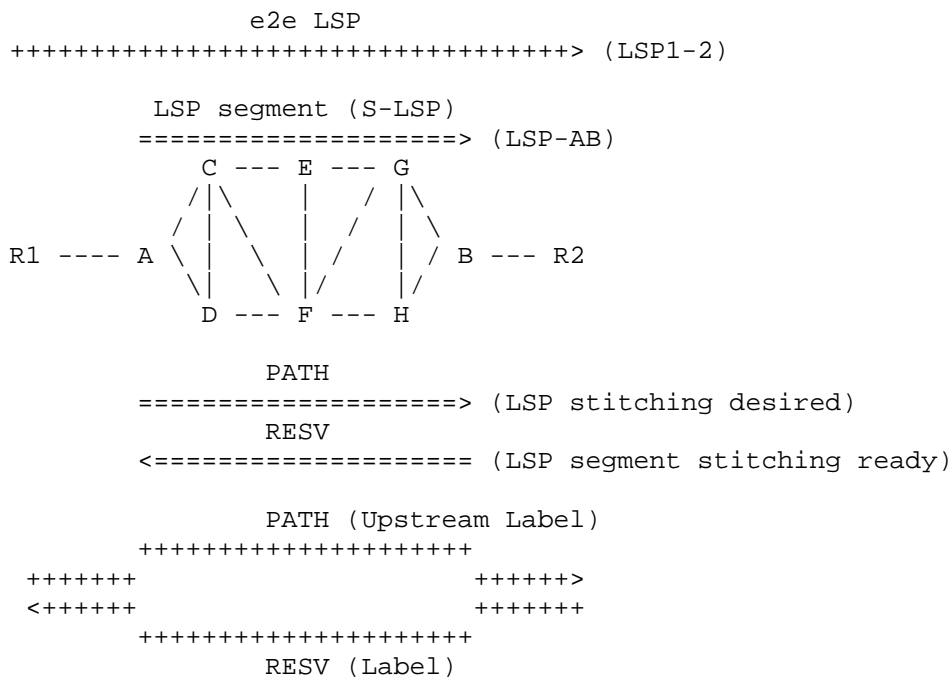 e2e LSP
++++++++++++++++++++++++++++++++++> (LSP1-2)
LSP segment (S-LSP)
====================> (LSP-AB)
C --- E --- G
R1 ---- A B --- R2
D --- F --- H
PATH
====================> (LSP stitching desired)
RESV
<==================== (LSP segment stitching ready)
PATH (Upstream Label)
+++++++++++++++++++++
+++++++ ++++++>
<++++++ +++++++
+++++++++++++++++++++
RESV (Label)